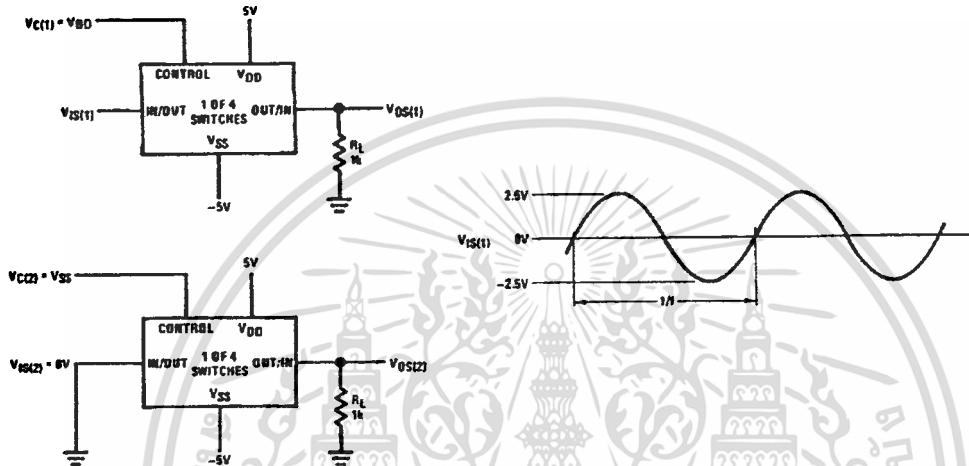 VC(1) = VDD
5V
CONTROL VDD
VIS(1)
IN/OUT 1 OF 4 SWITCHES OUT/IN
VOS(1)
VSS
RL
1k
-5V
2.5V
VIS(1) 0V
-2.5V
1/f
VC(2) = VSS
5V
CONTROL VDD
VIS(2) = 0V
IN/OUT 1 OF 4 SWITCHES OUT/IN
VOS(2)
VSS
RL
1k
-5V